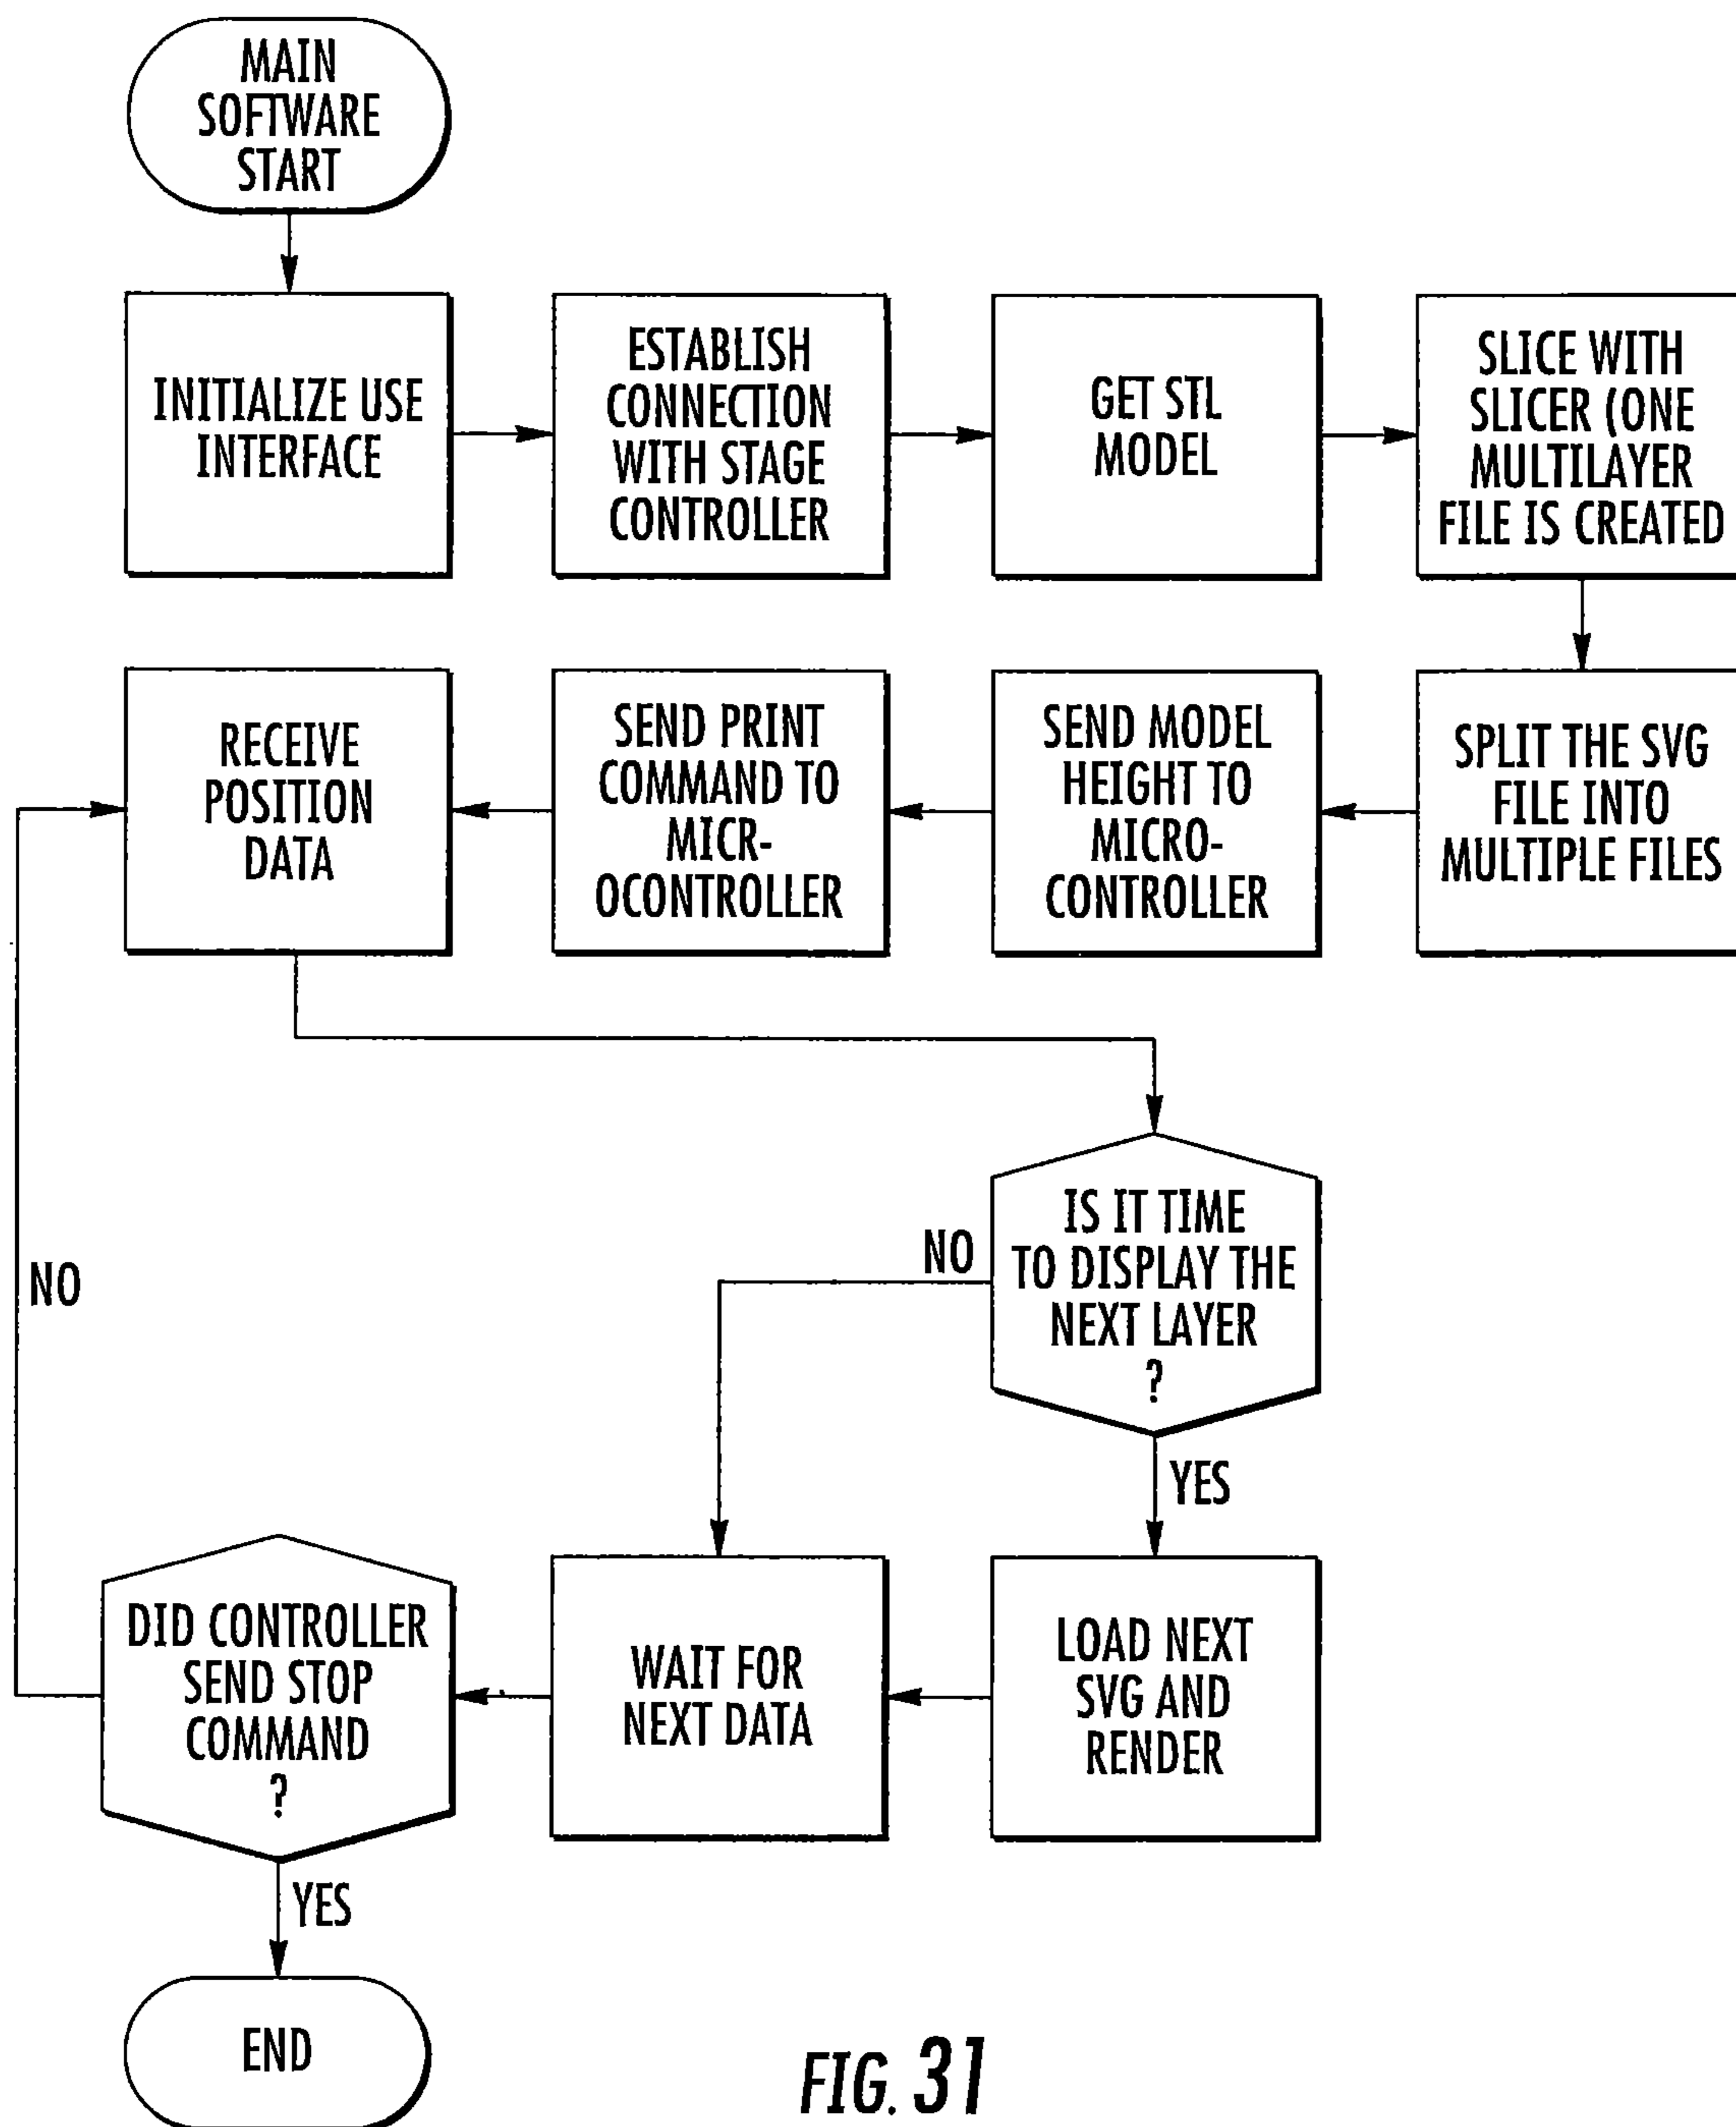 MAIN
SOFTWARE
START
INITIALIZE USE
INTERFACE
ESTABLISH
CONNECTION
WITH STAGE
CONTROLLER
GET STL
MODEL
SLICE WITH
SLICER (ONE
MULTILAYER
FILE IS CREATED
SPLIT THE SVG
FILE INTO
MULTIPLE FILES
SEND MODEL
HEIGHT TO
MICRO-
CONTROLLER
SEND PRINT
COMMAND TO
MICR-
OCONTROLLER
RECEIVE
POSITION
DATA
IS IT TIME
TO DISPLAY THE
NEXT LAYER
?
NO
YES
LOAD NEXT
SVG AND
RENDER
WAIT FOR
NEXT DATA
DID CONTROLLER
SEND STOP
COMMAND
?
NO
YES
END
FIG. 31